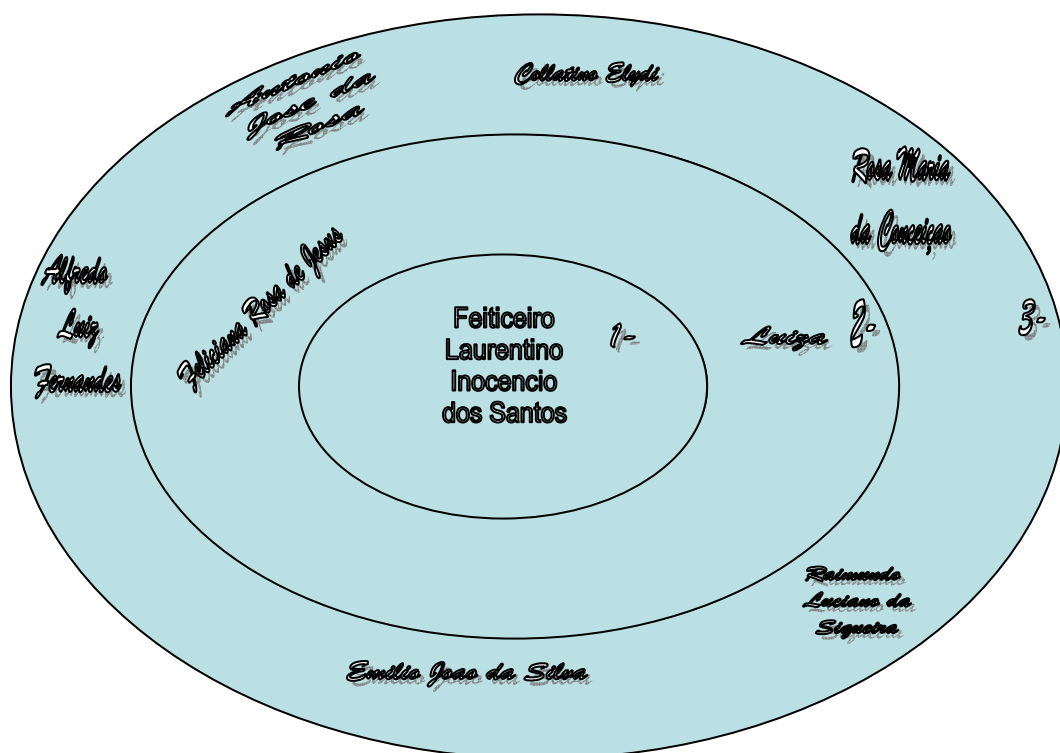 Antonio
Jose da
Rosa
Collatino Elydi
Rosa Maria
da Conceiçao
Alfredo
Luiz
Fernandes
Feliciana Rosa de Jesus
Feiticeiro
Laurentino
Inocencio
dos Santos
1-
Luiza
2-
3-
Raimundo
Luciano da
Siqueira
Emilio Joao da Silva